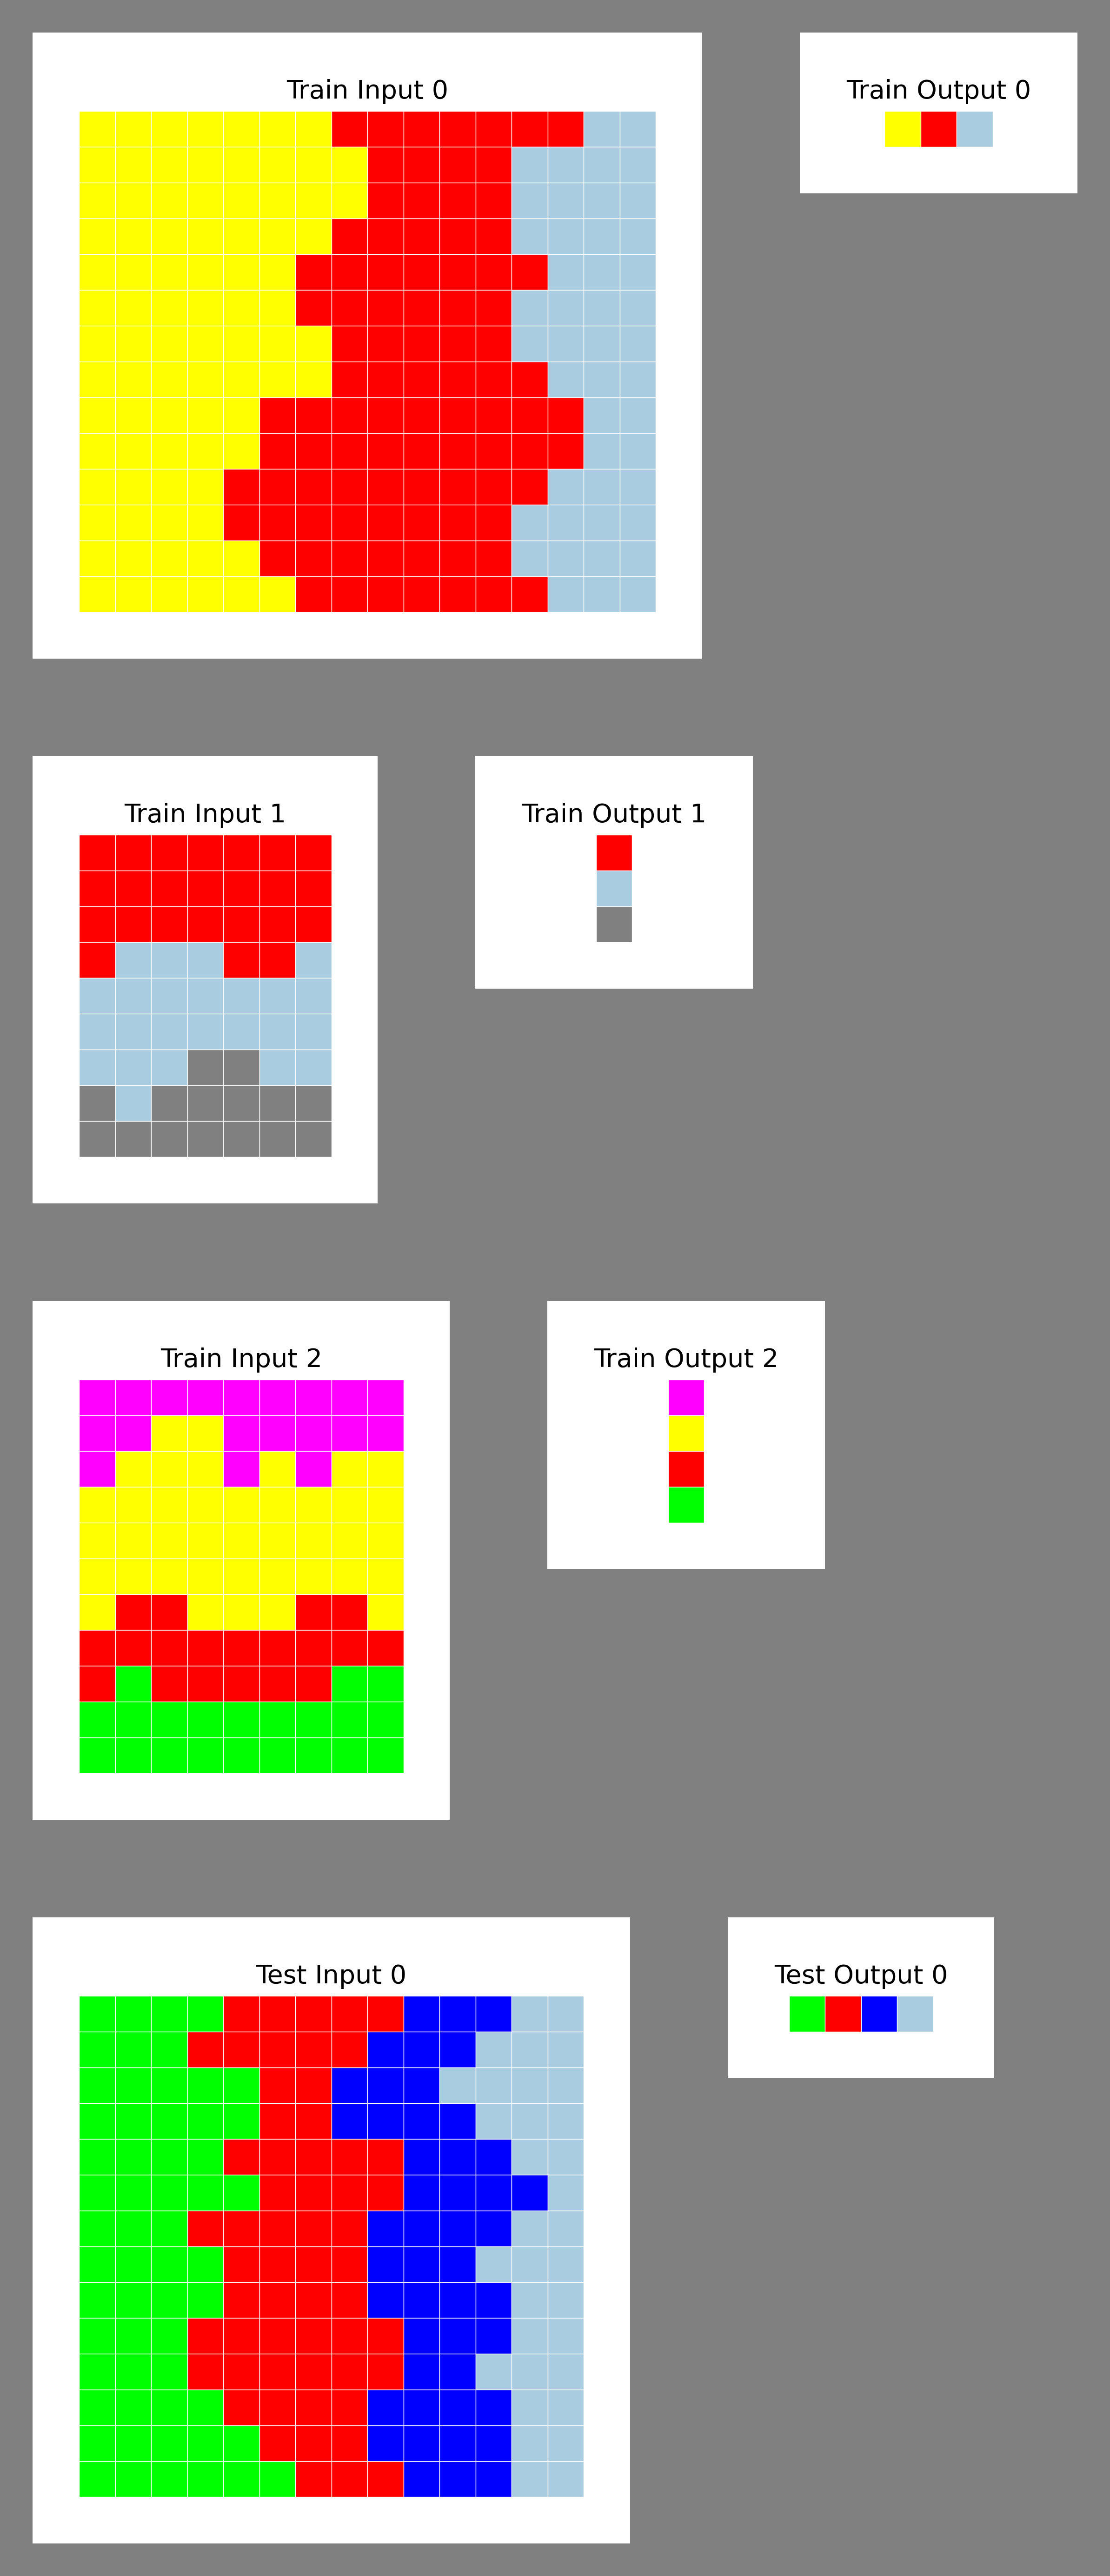 Train Input 0
Train Output 0
Train Input 1
Train Output 1
Train Input 2
Train Output 2
Test Input 0
Test Output 0